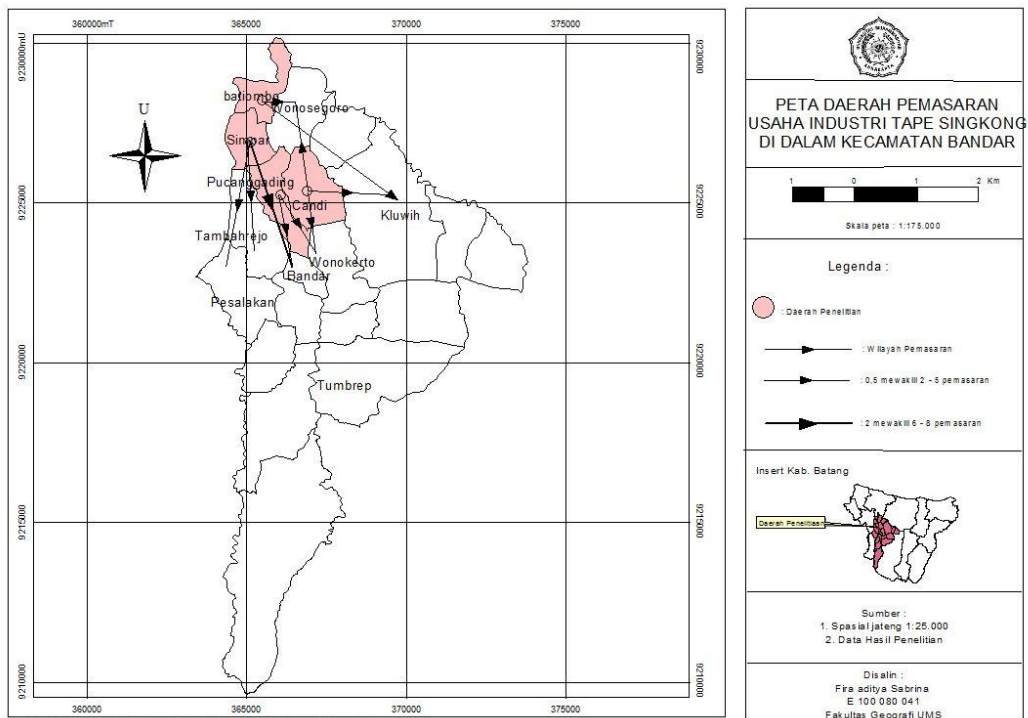 360000mT
365000
370000
375000
9230000mU
9230000
U
batiombo
Wonosegoro
Simpar
Pucanggading
Candi
9225000
9225000
Kluwih
Tambahrejo
Wonokerto
Bandar
Pesalakan
9220000
9220000
Tumbrep
9215000
9215000
9210000
9210000
360000
365000
370000
375000
SURAKARTA
PETA DAERAH PEMASARAN
USAHA INDUSTRI TAPE SINGKONG
DI DALAM KECAMATAN BANDAR
1 0 1 2 Km
Skala peta : 1:175.000
Legenda :
: Daerah Penelitian
: Wilayah Pemasaran
: 0,5 mewakili 2 - 5 pemasaran
: 2 mewakili 6 - 8 pemasaran
Insert Kab. Batang
Daerah Penelitiaan
Sumber :
1. Spasial jateng 1:25.000
2. Data Hasil Penelitian
Disalin :
Fira aditya Sabrina
E 100 080 041
Fakultas Geografi UMS